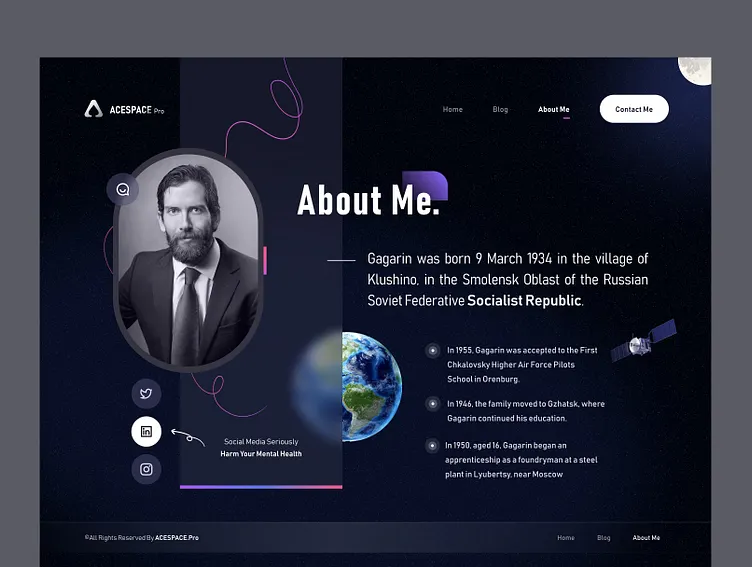 ACESPACE Pro
Home Blog About Me Contact Me
About Me.
Gagarin was born 9 March 1934 in the village of
Klushino, in the Smolensk Oblast of the Russian
Soviet Federative Socialist Republic.
In 1955, Gagarin was accepted to the First
Chkalovsky Higher Air Force Pilots
School in Orenburg.
In 1946, the family moved to Gzhatsk, where
Gagarin continued his education.
In 1950, aged 16, Gagarin began an
apprenticeship as a foundryman at a steel
plant in Lyubertsy, near Moscow
in
Social Media Seriously
Harm Your Mental Health
©All Rights Reserved By ACESPACE.Pro
Home Blog About Me